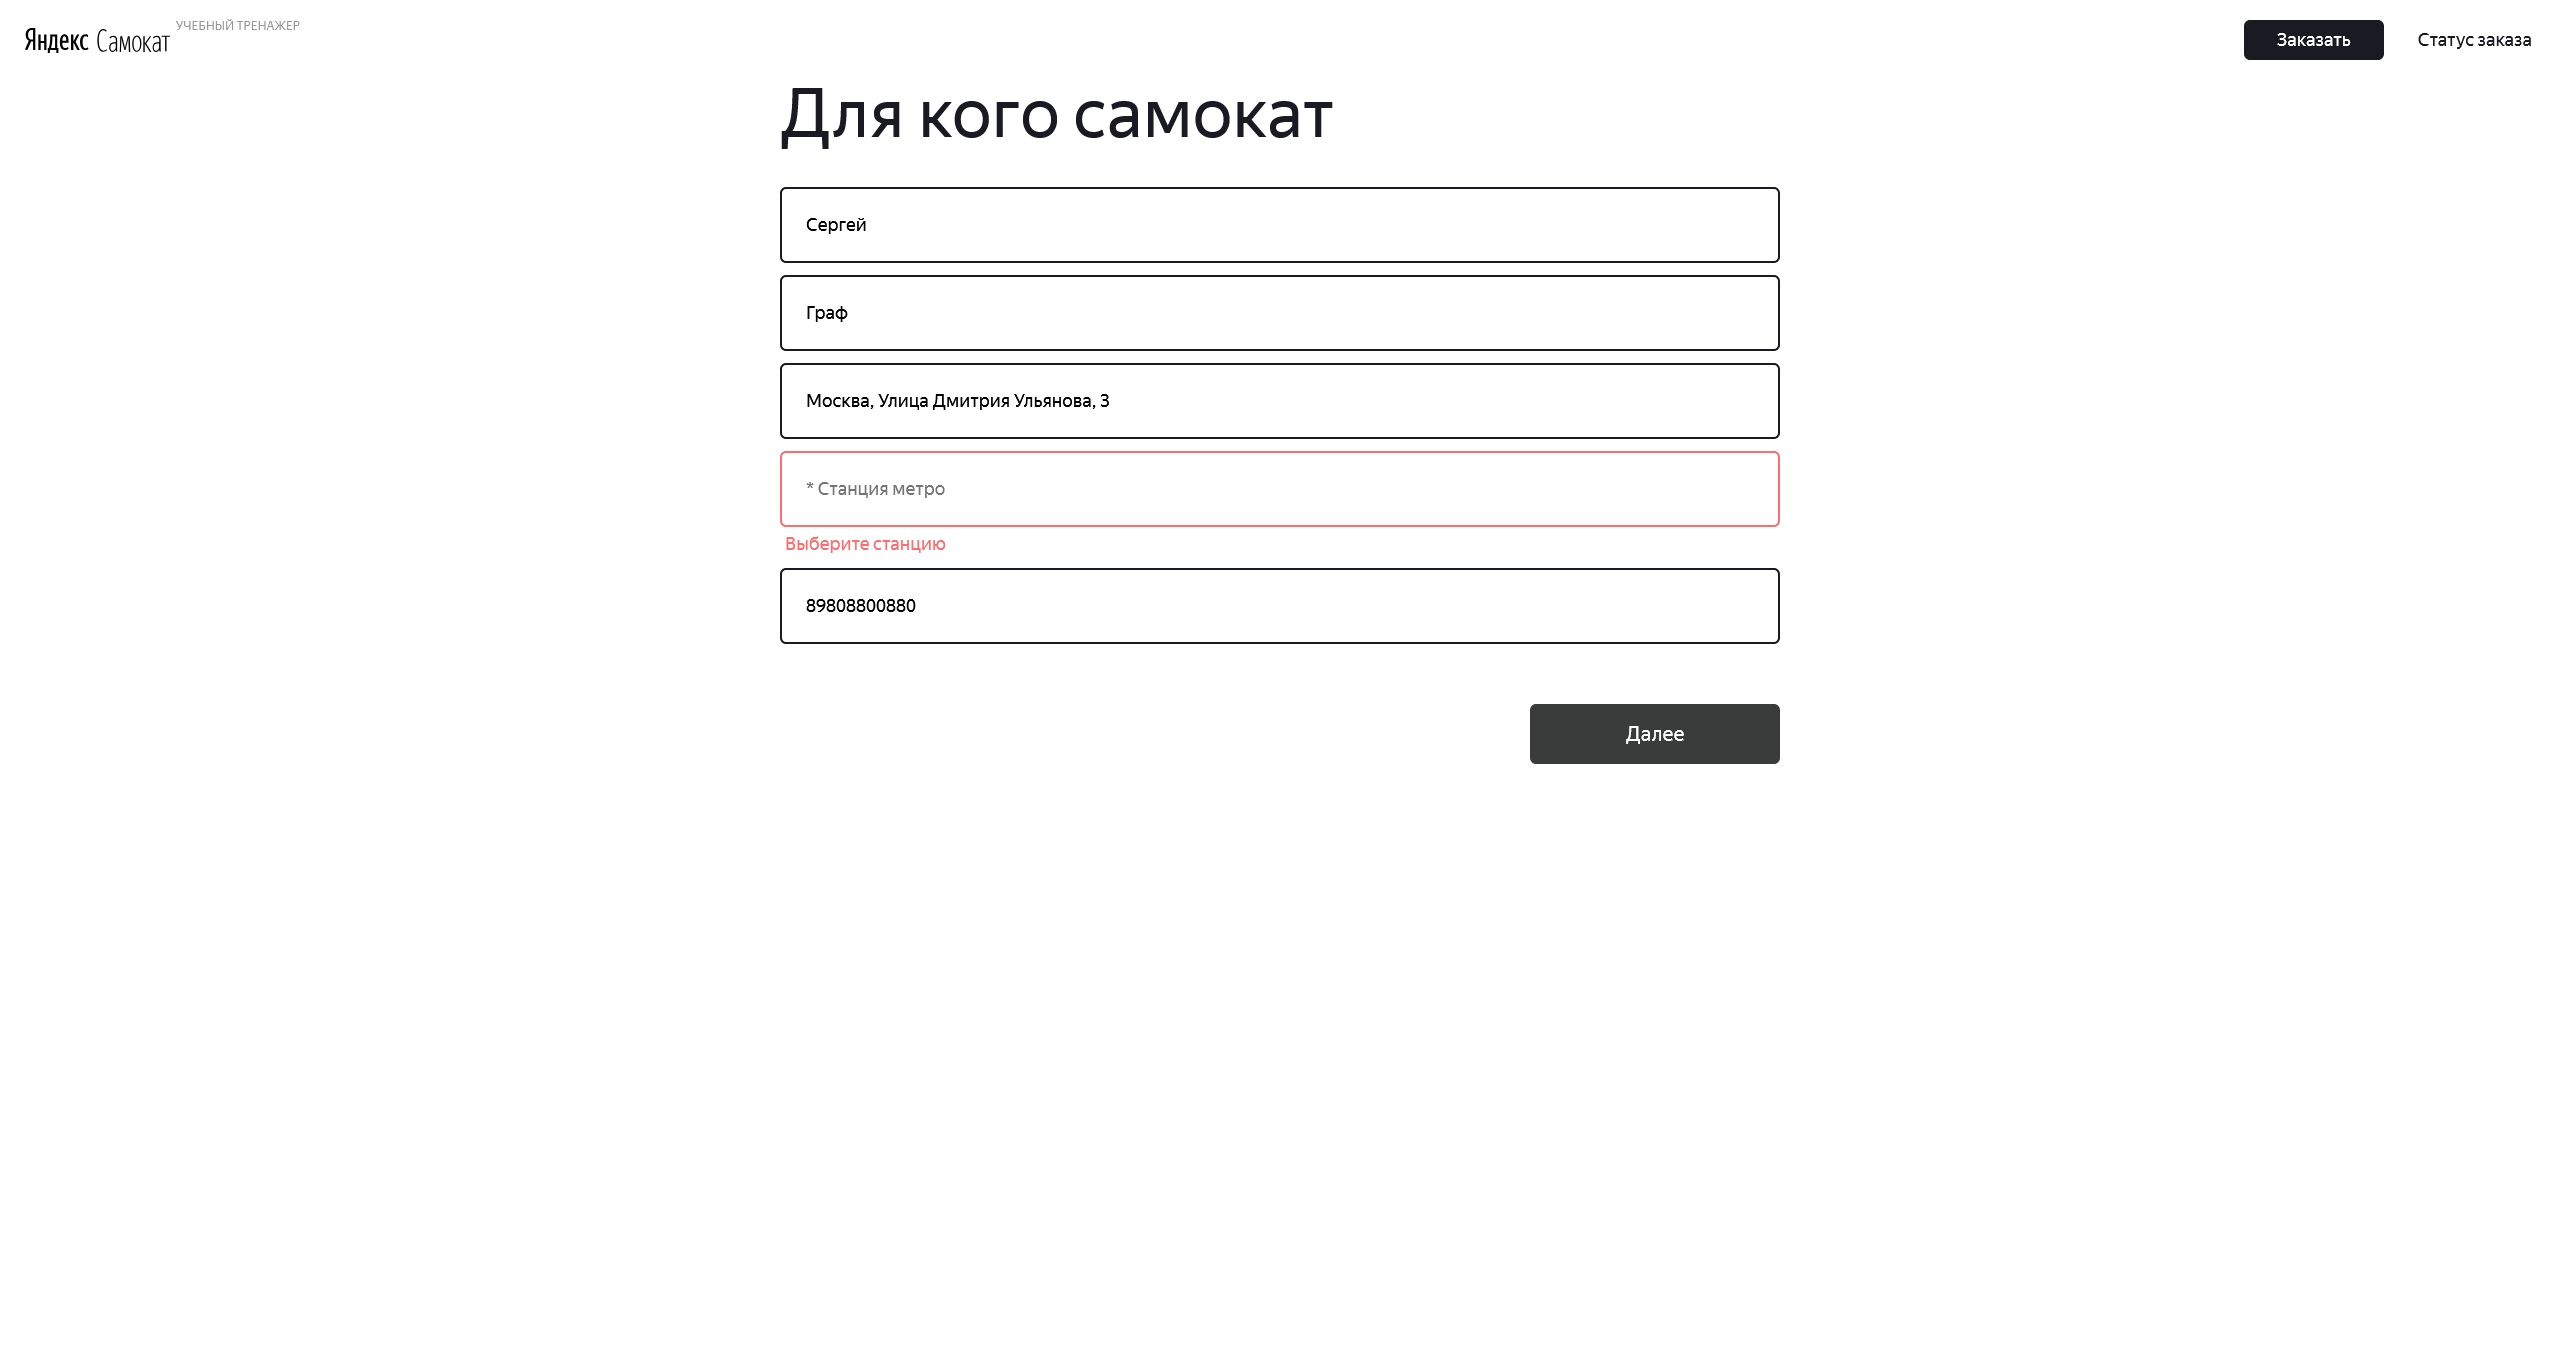 Яндекс Самокат УЧЕБНЫЙ ТРЕНАЖЕР
Заказать Статус заказа
Для кого самокат
Сергей
Граф
Москва, Улица Дмитрия Ульянова, 3
* Станция метро
Выберите станцию
89808800880
Далее